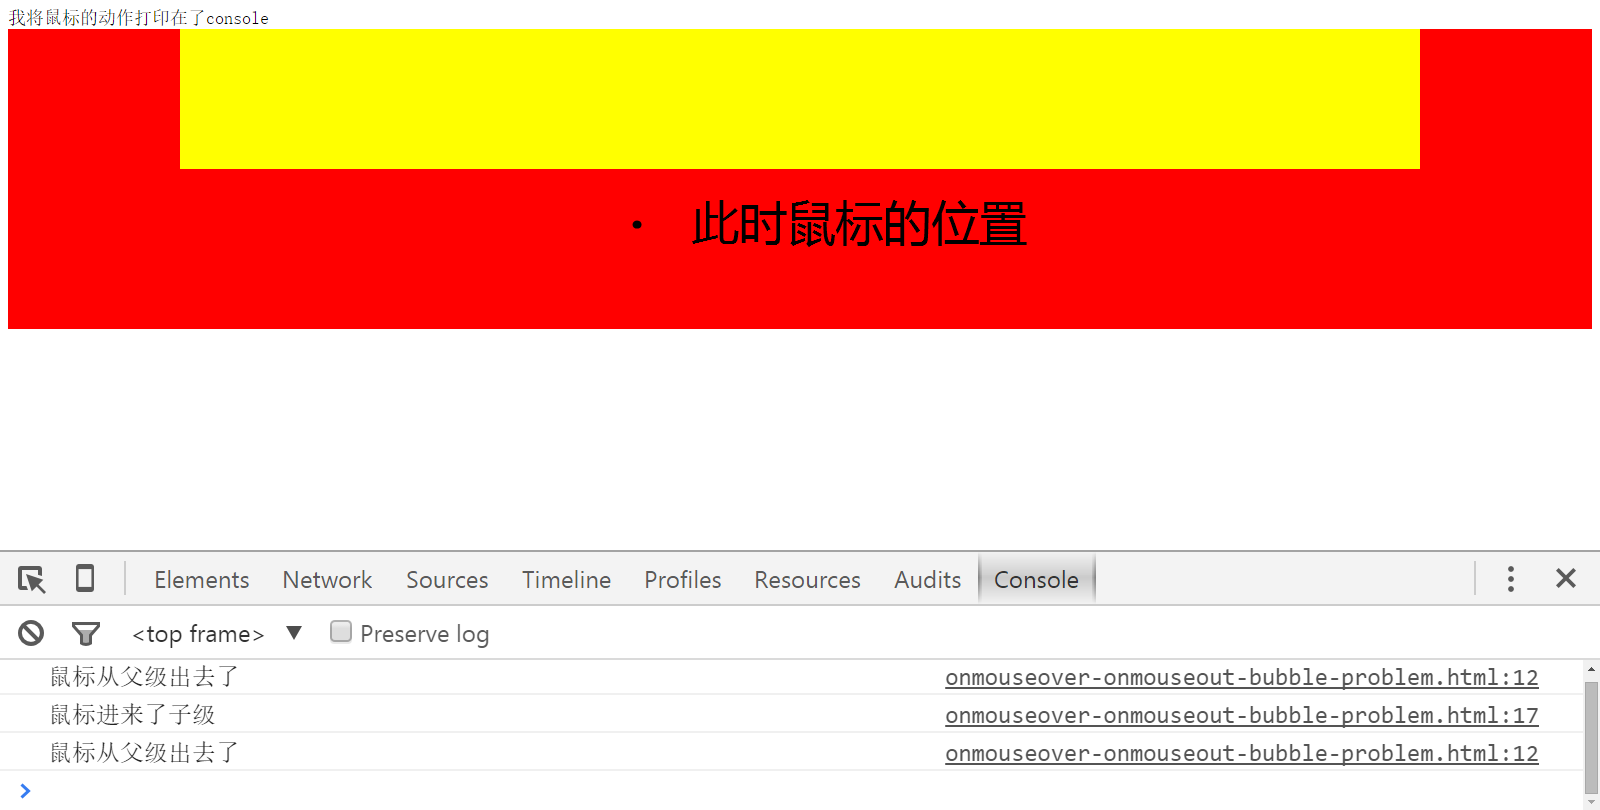 我将鼠标的动作打印在了console
· 此时鼠标的位置
Elements Network Sources Timeline Profiles Resources Audits Console
<top frame> ▼ Preserve log
鼠标从父级出去了 onmouseover-onmouseout-bubble-problem.html:12
鼠标进来了子级 onmouseover-onmouseout-bubble-problem.html:17
鼠标从父级出去了 onmouseover-onmouseout-bubble-problem.html:12